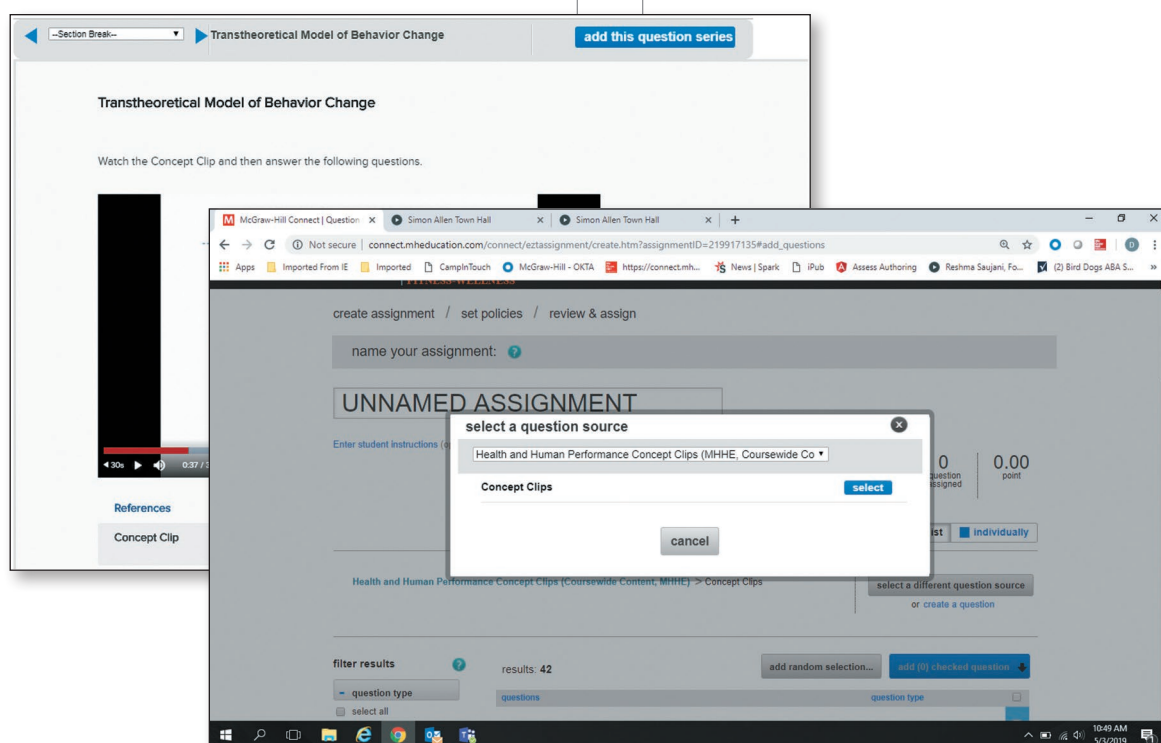 --Section Break--
Transtheoretical Model of Behavior Change
add this question series
Transtheoretical Model of Behavior Change
Watch the Concept Clip and then answer the following questions.
30s
0:37 /
References
Concept Clip
McGraw-Hill Connect | Question
Simon Allen Town Hall
Simon Allen Town Hall
Not secure | connect.mheducation.com/connect/eztassignment/create.htm?assignmentID=219917135#add_questions
Apps
Imported From IE
Imported
CampInTouch
McGraw-Hill - OKTA
https://connect.mh...
News | Spark
iPub
Assess Authoring
Reshma Saujani, Fo...
(2) Bird Dogs ABA S...
»
FITNESS-WELLNESS
create assignment / set policies / review & assign
name your assignment: ?
UNNAMED ASSIGNMENT
Enter student instructions
select a question source
Health and Human Performance Concept Clips (MHHE, Coursewide Co
Concept Clips
select
cancel
0
question
assigned
0.00
point
ist
individually
Health and Human Performance Concept Clips (Coursewide Content, MHHE) > Concept Clips
select a different question source
or create a question
filter results ?
results: 42
add random selection...
add (0) checked question
- question type
questions
question type
select all
10:49 AM
5/3/2019